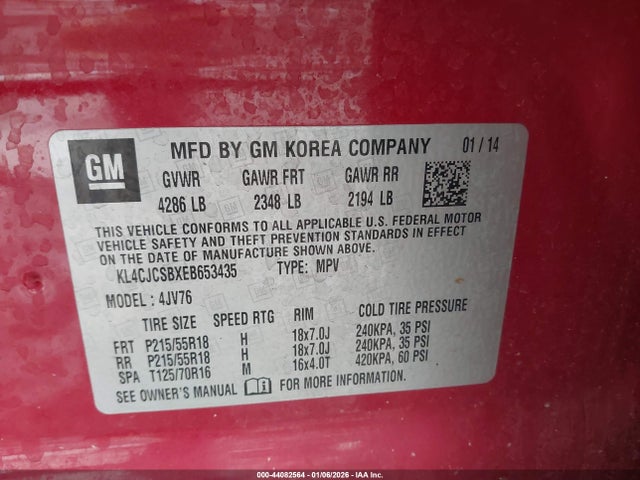 GM
MFD BY GM KOREA COMPANY 01/14
GVWR GAWR FRT GAWR RR
4286 LB 2348 LB 2194 LB
THIS VEHICLE CONFORMS TO ALL APPLICABLE U.S. FEDERAL MOTOR
VEHICLE SAFETY AND THEFT PREVENTION STANDARDS IN EFFECT
ON THE DATE OF MANUFACTURE SHOWN ABOVE.
KL4CJCSBXEB653435 TYPE: MPV
MODEL: 4JV76
TIRE SIZE SPEED RTG RIM COLD TIRE PRESSURE
FRT P215/55R18 H 18x7.0J 240KPA, 35 PSI
RR P215/55R18 H 18x7.0J 240KPA, 35 PSI
SPA T125/70R16 M 16x4.0T 420KPA, 60 PSI
SEE OWNER'S MANUAL FOR MORE INFORMATION.
000-44082564 - 01/06/2026 - IAA Inc.